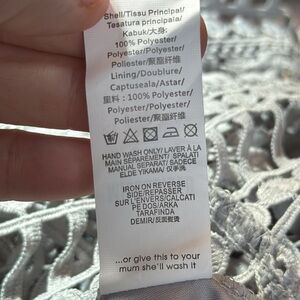 Shell/Tissu Principal/
Tesatura principala/
Kabuk/大身:
100% Polyester/
Polyester/Polyester/
Poliester/聚酯纤维
Lining/Doublure/
Captuseala/Astar/
里料：100% Polyester/
Polyester/Polyester/
Poliester/聚酯纤维
HAND WASH ONLY/ LAVER À LA
MAIN SÉPARÉMENT/ SPALATI
MANUAL, SEPARAT/ SADECE
ELDE YIKAMA/ 仅手洗
IRON ON REVERSE
SIDE/REPASSER
SUR L'ENVERS/CALCATI
PE DOS/ARKA
TARAFINDA
DEMIR/反面熨烫
...or give this to your
mum she'll wash it